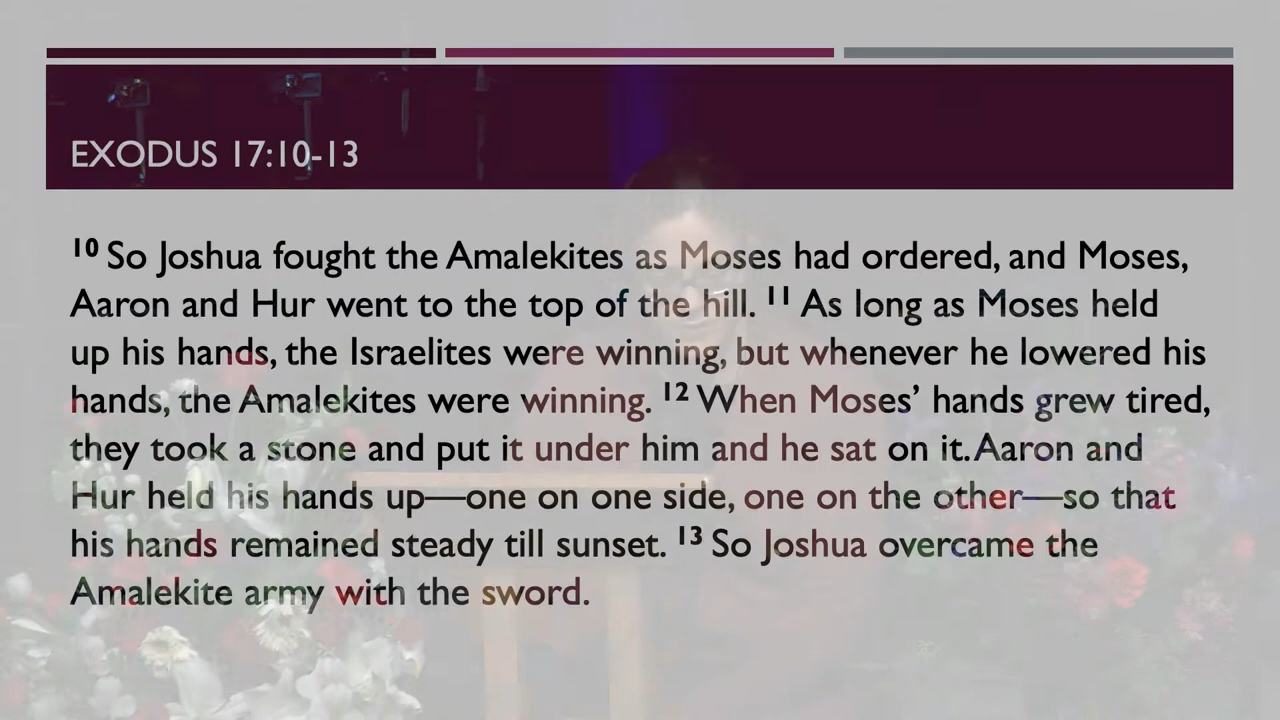 EXODUS 17:10-13
10 So Joshua fought the Amalekites as Moses had ordered, and Moses,
Aaron and Hur went to the top of the hill. 11 As long as Moses held
up his hands, the Israelites were winning, but whenever he lowered his
hands, the Amalekites were winning. 12 When Moses’ hands grew tired,
they took a stone and put it under him and he sat on it. Aaron and
Hur held his hands up—one on one side, one on the other—so that
his hands remained steady till sunset. 13 So Joshua overcame the
Amalekite army with the sword.